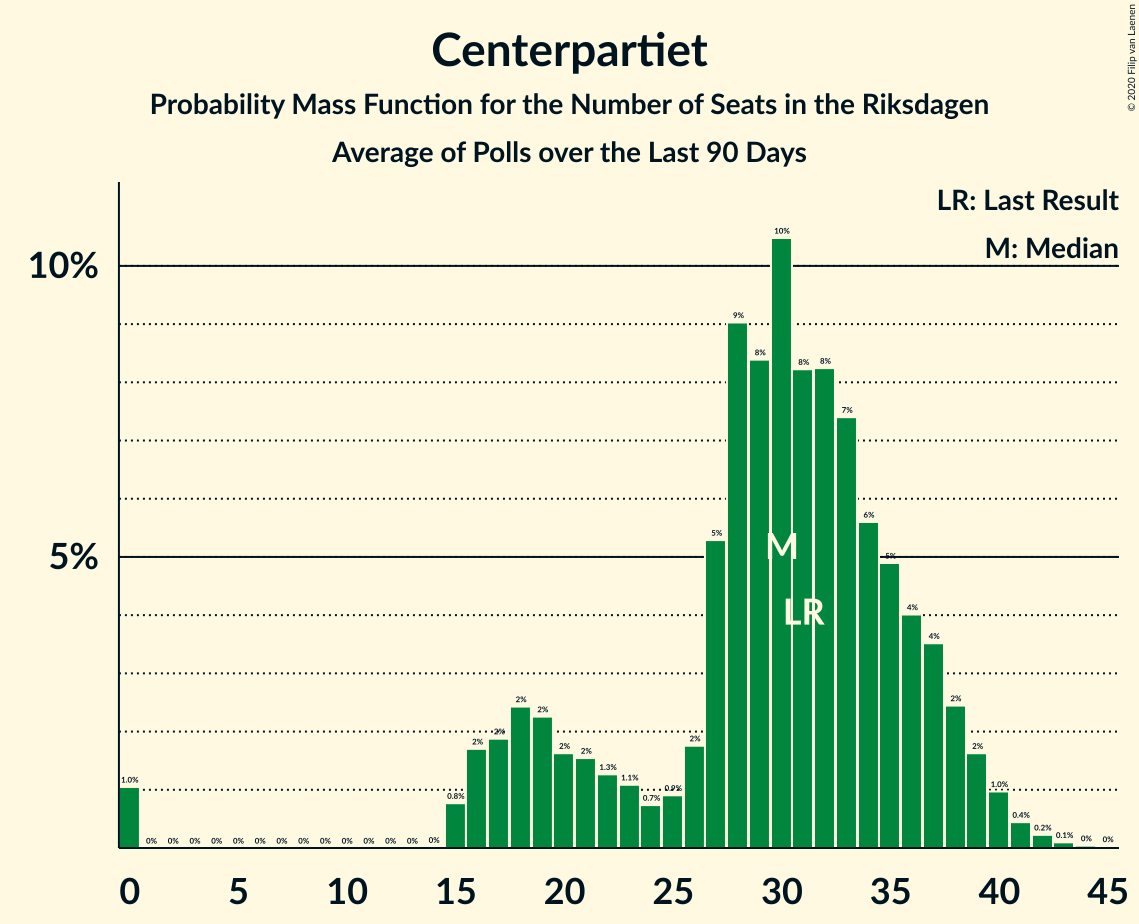 Centerpartiet
Probability Mass Function for the Number of Seats in the Riksdagen
Average of Polls over the Last 90 Days
© 2020 Filip van Laenen
LR: Last Result
M: Median
10%
5%
1.0% 0% 0% 0% 0% 0% 0% 0% 0% 0% 0% 0% 0% 0% 0% 0.8% 2% 2% 2% 2% 2% 2% 1.3% 1.1% 0.7% 0.9% 2% 5% 9% 8% 10% 8% 8% 7% 6% 5% 4% 4% 2% 2% 1.0% 0.4% 0.2% 0.1% 0% 0%
M
LR
0 5 10 15 20 25 30 35 40 45